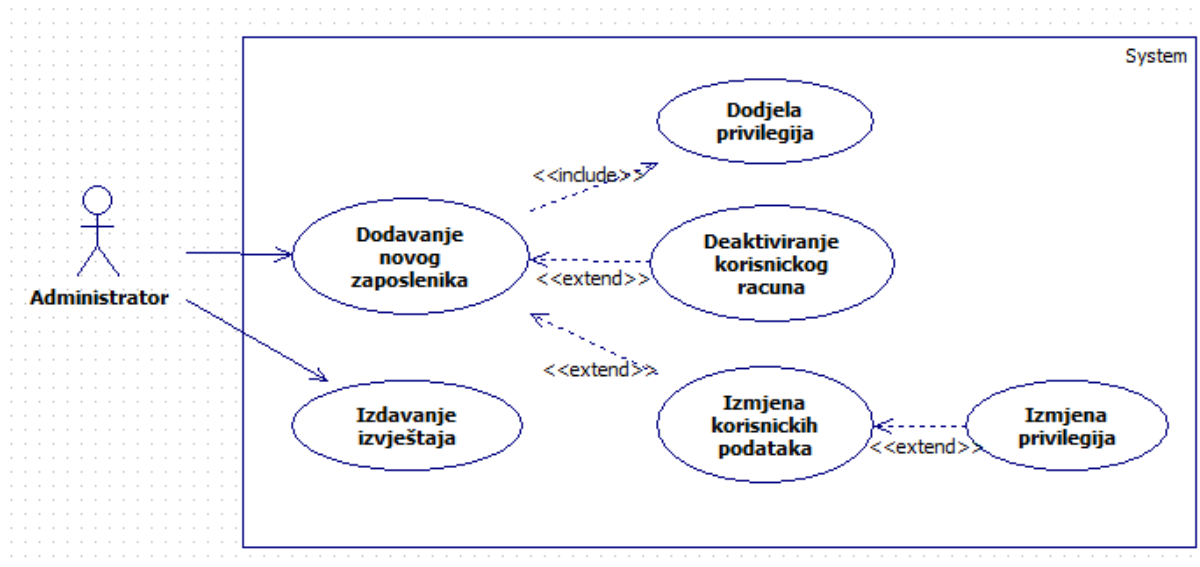 System
Dodjela
privilegija
<<include>>
Dodavanje
novog
zaposlenika
Deaktiviranje
korisnickog
racuna
<<extend>>
Administrator
<<extend>>
Izdavanje
izvještaja
Izmjena
korisnickih
podataka
<<extend>>
Izmjena
privilegija